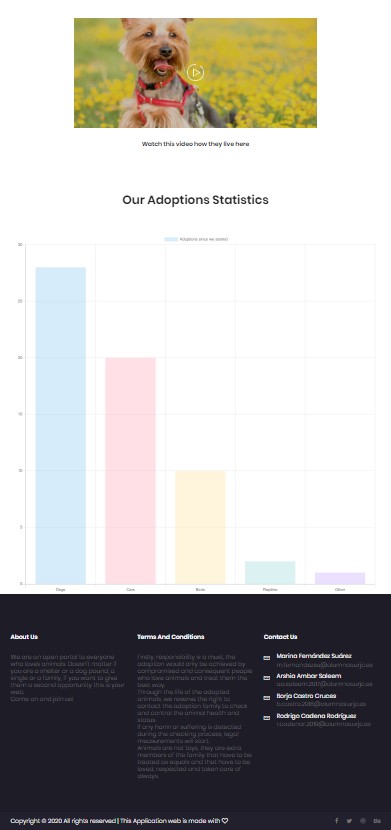 Watch this video how they live here
Our Adoptions Statistics
Adoptions since we started
30
25
20
15
10
5
0
Dogs
Cats
Birds
Reptiles
Other
About Us
We are an open portal to everyone
who loves animals. Doesn't matter if
you are a shelter or a dog pound, a
single or a family, if you want to give
them a second opportunity this is your
web.
Come on and join us!
Terms And Conditions
Firstly, responsibility is a must, the
adoption would only be achieved by
compromised and consequent people
who love animals and treat them the
best way.
Through the life of the adopted
animals, we reserve the right to
contact the adoption family to check
and control the animal health and
status.
If any harm or suffering is detected
during the checking process, legal
measurements will start.
Animals are not toys, they are extra
members of the family that have to be
treated as equals and that have to be
loved, respected and taken care of
always.
Contact Us
Marina Fernández Suárez
Arshia Ambar Saleem
Borja Castro Cruces
b.castro.2016@alumnos.urjc.es
Rodrigo Cadena Rodríguez
Copyright © 2020 All rights reserved | This Application web is made with ♡